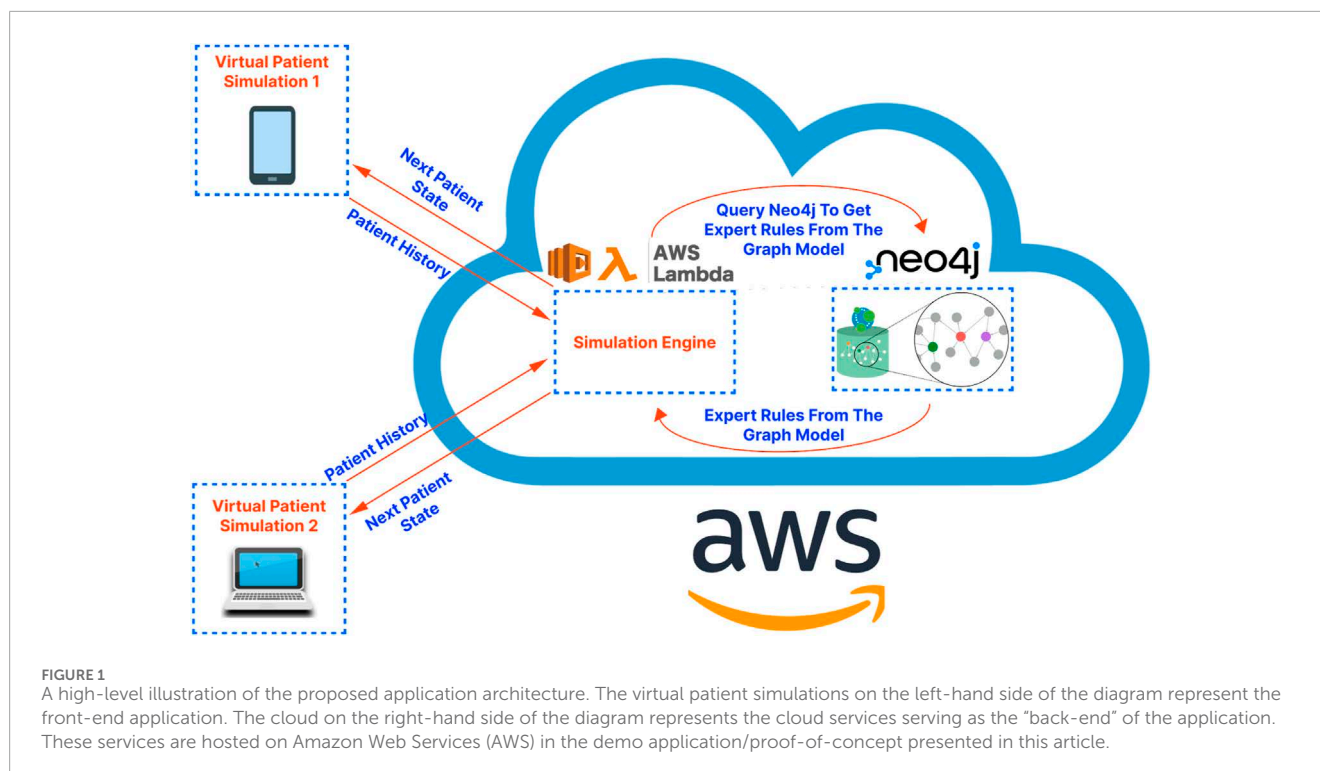 Virtual Patient
Simulation 1
Next Patient
State
Patient History
Query Neo4j To Get
Expert Rules From The
Graph Model
AWS
Lambda
neo4j
Simulation Engine
Expert Rules From The
Graph Model
Patient History
Next Patient
State
Virtual Patient
Simulation 2
aws
FIGURE 1
A high-level illustration of the proposed application architecture. The virtual patient simulations on the left-hand side of the diagram represent the
front-end application. The cloud on the right-hand side of the diagram represents the cloud services serving as the “back-end” of the application.
These services are hosted on Amazon Web Services (AWS) in the demo application/proof-of-concept presented in this article.